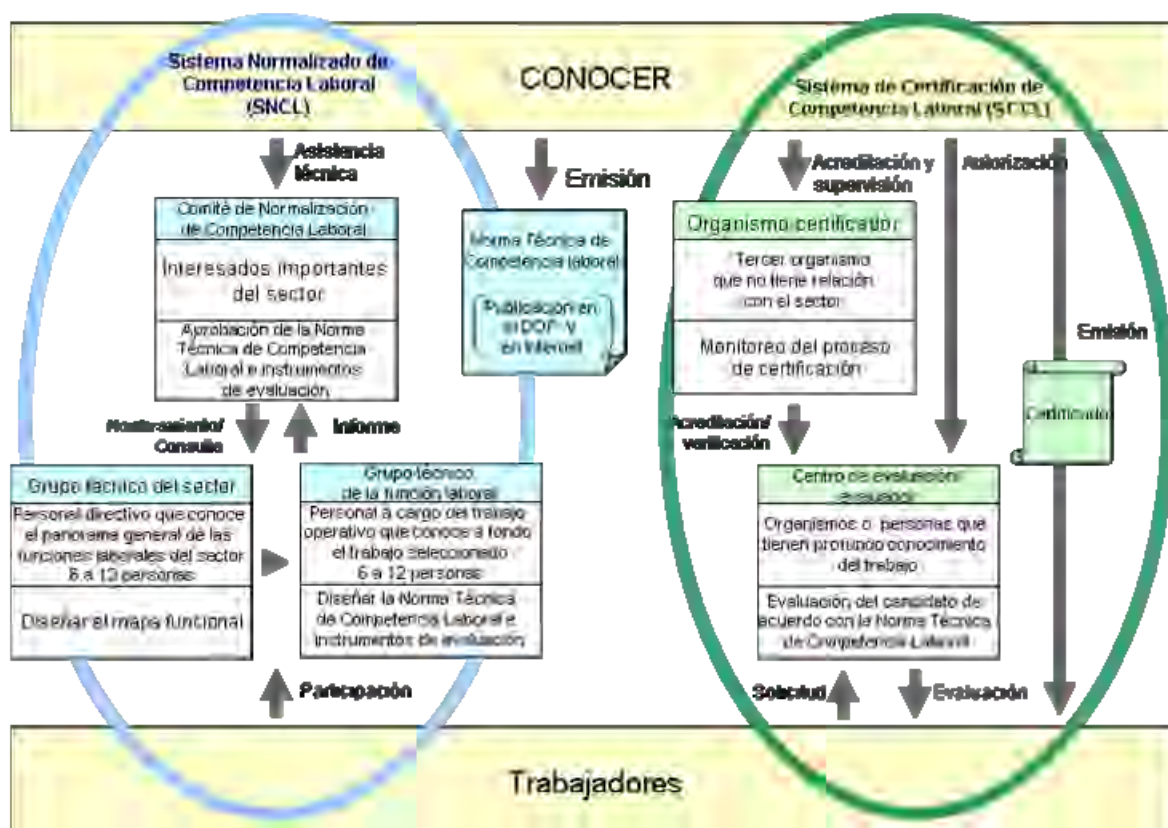 Sistema Normalizado de
Competencia Laboral
(SNCL)
CONOCER
Sistema de Certificación de
Competencia Laboral (SCCL)
Asistencia
técnica
Emisión
Acreditación y
supervisión
Autorización
Comité de Normalización
de Competencia Laboral
Interesados importantes
del sector
Aprobación de la Norma
Técnica de Competencia
Laboral e instrumentos
de evaluación
Norma Técnica de
Competencia laboral
Publicación en
el DOF y
en Internet
Organismo certificador
Tercer organismo
que no tiene relación
con el sector
Monitoreo del proceso
de certificación
Emisión
Certificado
Nombramiento/
Consulta
Informe
Acreditación/
verificación
Grupo técnico del sector
Personal directivo que conoce
el panorama general de las
funciones laborales del sector
6 a 12 personas
Diseñar el mapa funcional
Grupo técnico
de la función laboral
Personal a cargo del trabajo
operativo que conoce a fondo
el trabajo seleccionado
6 a 12 personas
Diseñar la Norma Técnica
de Competencia Laboral e
instrumentos de evaluación
Centro de evaluación/
evaluador
Organismos o personas que
tienen profundo conocimiento
del trabajo
Evaluación del candidato de
acuerdo con la Norma Técnica
de Competencia Laboral
Participación
Solicitud
Evaluación
Trabajadores